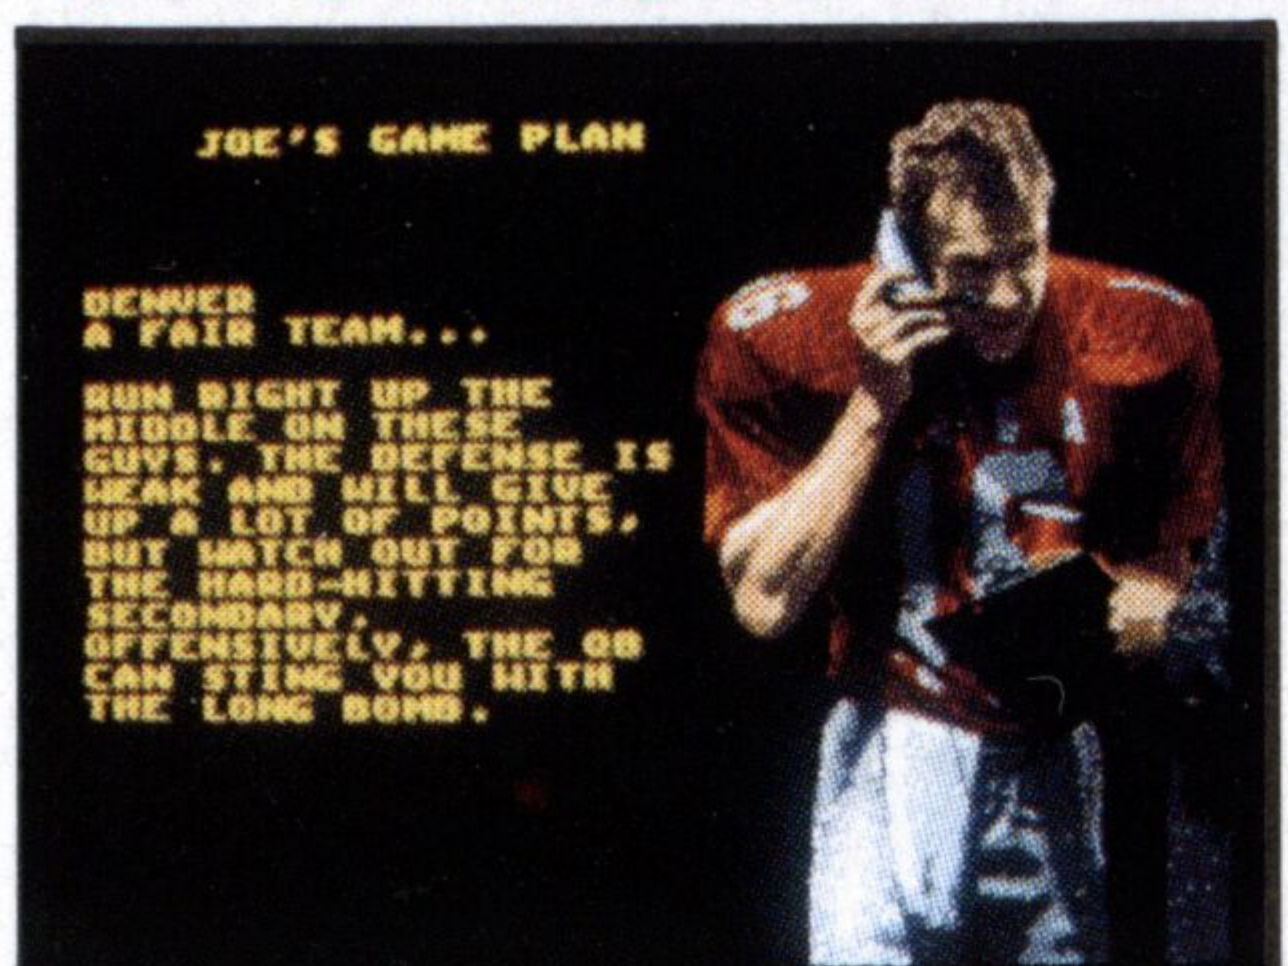 JOE'S GAME PLAN
DENVER
A FAIR TEAM...
RUN RIGHT UP THE
MIDDLE ON THESE
GUYS. THE DEFENSE IS
WEAK AND WILL GIVE
UP A LOT OF POINTS,
BUT WATCH OUT FOR
THE HARD-HITTING
SECONDARY.
OFFENSIVELY, THE QB
CAN STING YOU WITH
THE LONG BOMB.
16
1